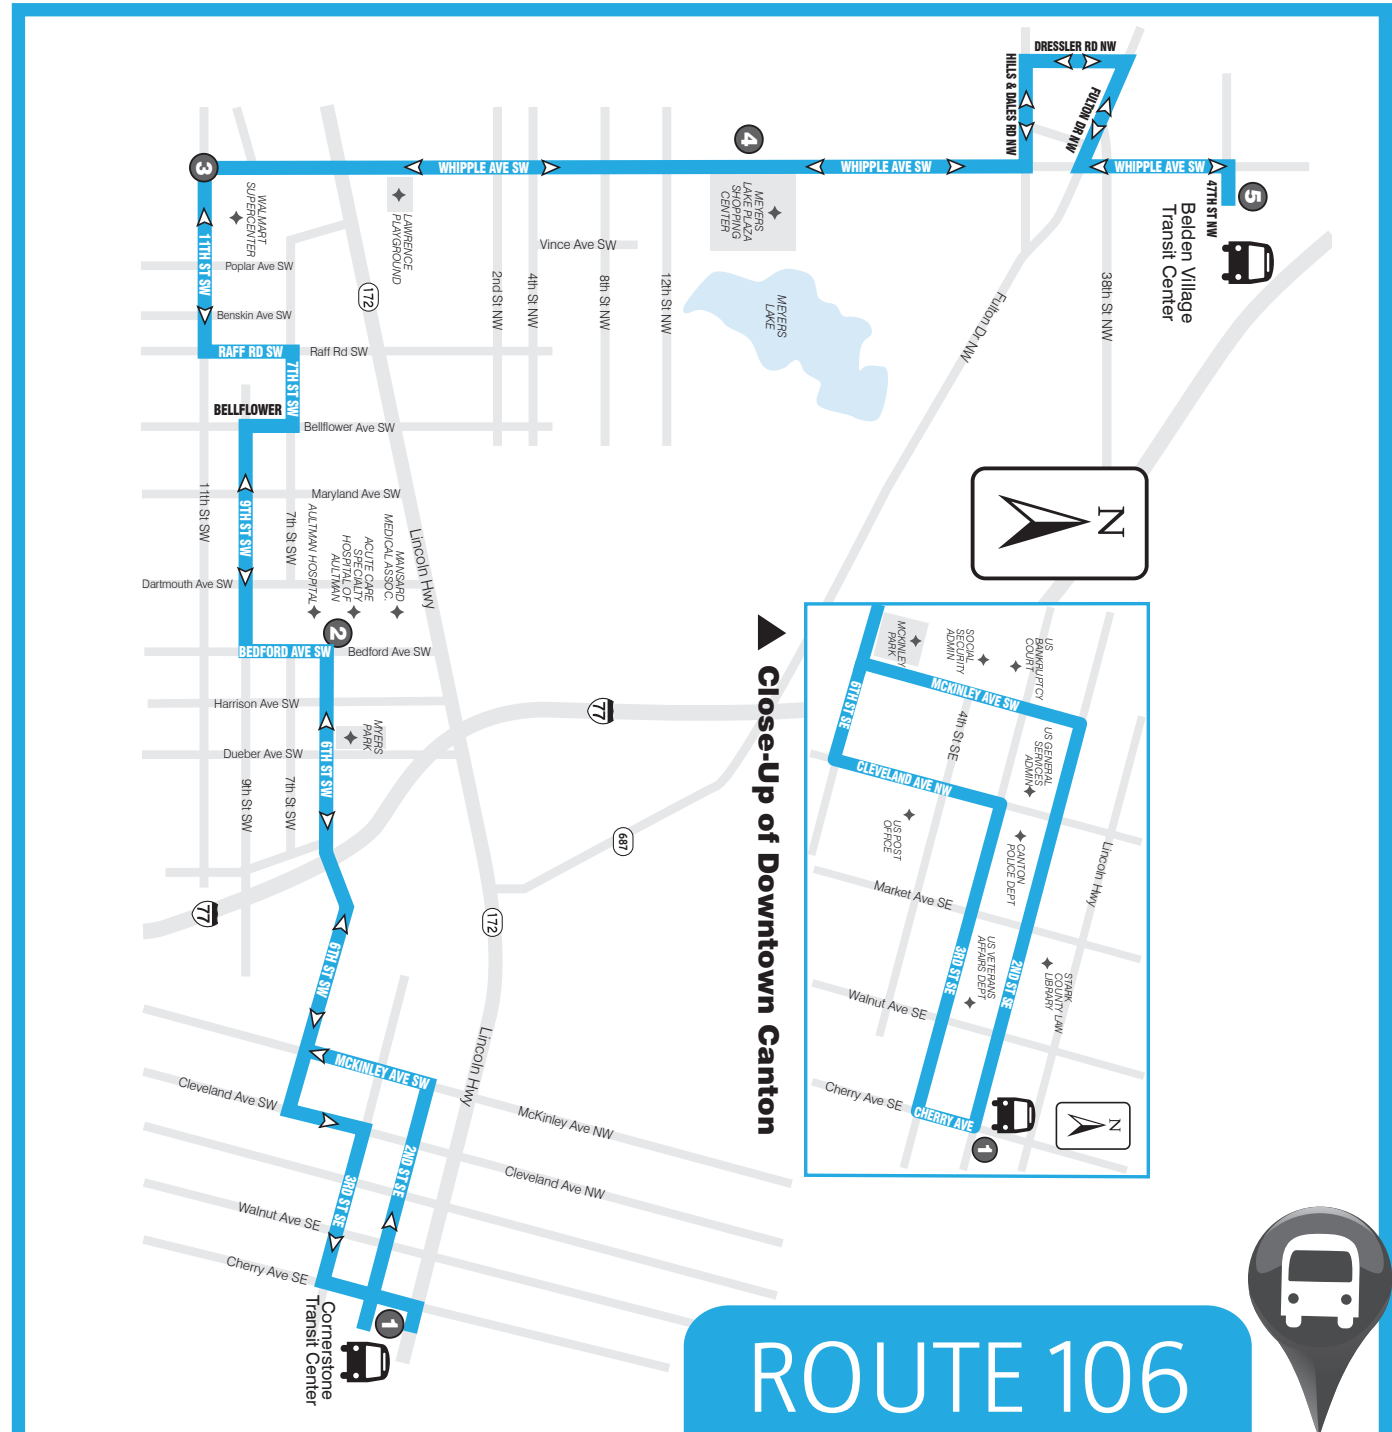 DRESSLER RD NW
HILLS & DALES RD NW
FULTON DR NW
4
3
WHIPPLE AVE SW
WHIPPLE AVE SW
WHIPPLE AVE SW
47TH ST NW
5
Belden Village
Transit Center
WALMART
SUPERCENTER
LAWRENCE
PLAYGROUND
MEYERS
LAKE PLAZA
SHOPPING
CENTER
11TH ST SW
Poplar Ave SW
Vince Ave SW
172
2nd St NW
4th St NW
8th St NW
12th St NW
MEYERS
LAKE
Fulton Dr NW
38th St NW
Benskin Ave SW
RAFF RD SW
Raff Rd SW
7TH ST SW
BELLFLOWER
Bellflower Ave SW
11th St SW
9TH ST SW
7th St SW
Maryland Ave SW
AULTMAN HOSPITAL
ACUTE CARE
SPECIALTY
HOSPITAL OF
AULTMAN
MANSARD
MEDICAL ASSOC.
Lincoln Hwy
N
Dartmouth Ave SW
2
BEDFORD AVE SW
Bedford Ave SW
Harrison Ave SW
MYERS
PARK
77
Dueber Ave SW
6TH ST SW
9th St SW
7th St SW
687
77
172
6TH ST SW
Close-Up of Downtown Canton
MCKINLEY
PARK
SOCIAL
SECURITY
ADMIN
US
BANKRUPTCY
COURT
MCKINLEY AVE SW
6TH ST SE
4th St SE
US GENERAL
SERVICES
ADMIN
CLEVELAND AVE NW
US POST
OFFICE
CANTON
POLICE DEPT
Lincoln Hwy
Market Ave SE
3RD ST SE
US VETERANS
AFFAIRS DEPT
2ND ST SE
STARK
COUNTY LAW
LIBRARY
Walnut Ave SE
Cherry Ave SE
CHERRY AVE
1
N
Lincoln Hwy
MCKINLEY AVE SW
Cleveland Ave SW
McKinley Ave NW
2ND ST SE
3RD ST SE
Cleveland Ave NW
Walnut Ave SE
Cherry Ave SE
1
Cornerstone
Transit Center
ROUTE 106